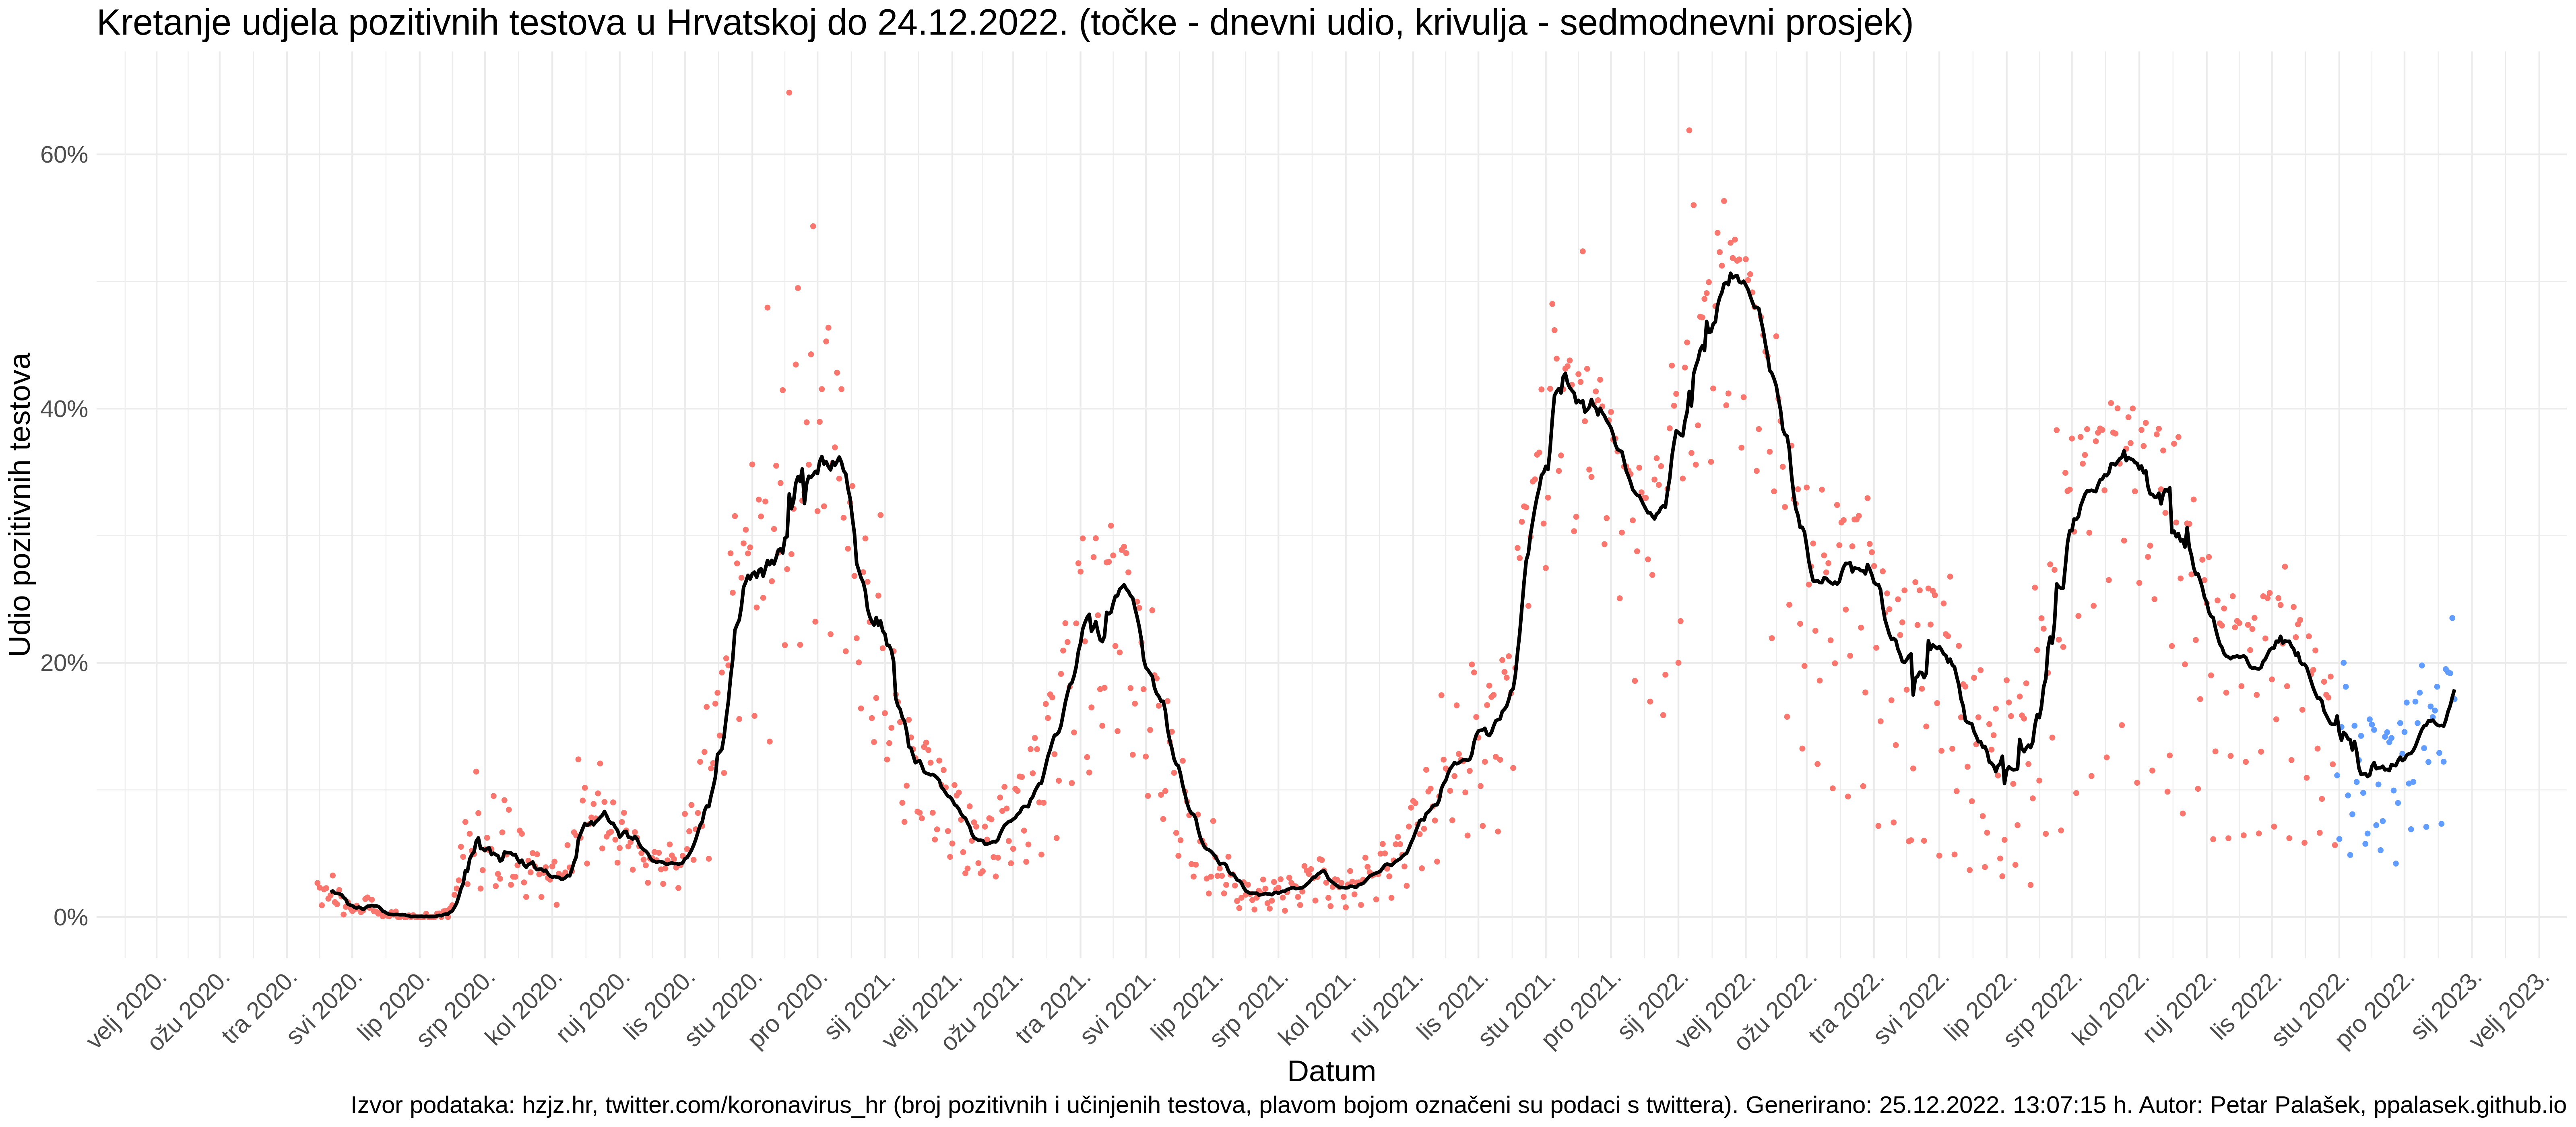 Kretanje udjela pozitivnih testova u Hrvatskoj do 24.12.2022. (točke - dnevni udio, krivulja - sedmodnevni prosjek)
Udio pozitivnih testova
60%
40%
20%
0%
velj 2020.
ožu 2020.
tra 2020.
svi 2020.
lip 2020.
srp 2020.
kol 2020.
ruj 2020.
lis 2020.
stu 2020.
pro 2020.
sij 2021.
velj 2021.
ožu 2021.
tra 2021.
svi 2021.
lip 2021.
srp 2021.
kol 2021.
ruj 2021.
lis 2021.
stu 2021.
pro 2021.
sij 2022.
velj 2022.
ožu 2022.
tra 2022.
svi 2022.
lip 2022.
srp 2022.
kol 2022.
ruj 2022.
lis 2022.
stu 2022.
pro 2022.
sij 2023.
velj 2023.
Datum
Izvor podataka: hzjz.hr, twitter.com/koronavirus_hr (broj pozitivnih i učinjenih testova, plavom bojom označeni su podaci s twittera). Generirano: 25.12.2022. 13:07:15 h. Autor: Petar Palašek, ppalasek.github.io